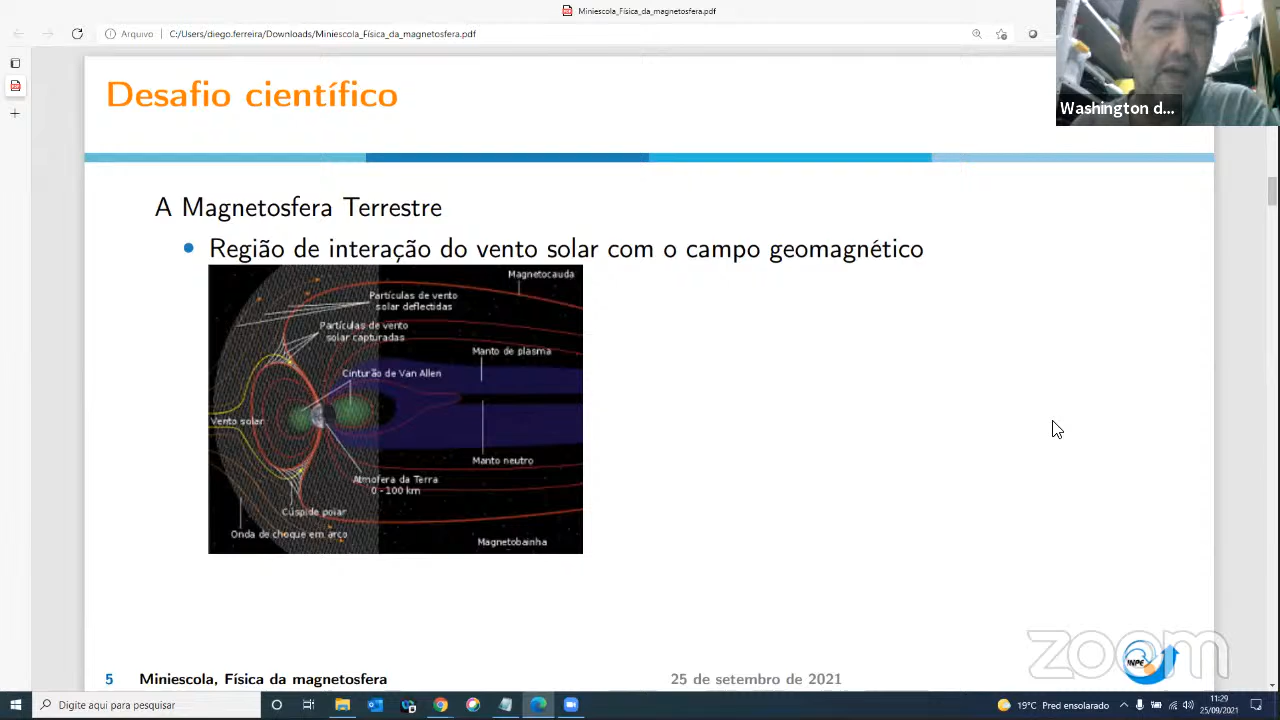 Miniescola_Física_da_magnetosfera.pdf
Arquivo
C:/Users/diego.ferreira/Downloads/Miniescola_Física_da_magnetosfera.pdf
Desafio científico
Washington d...
A Magnetosfera Terrestre
Região de interação do vento solar com o campo geomagnético
Magnetocauda
Partículas de vento
solar deflectidas
Partículas de vento
solar capturadas
Manto de plasma
Cinturão de Van Allen
Vento solar
Manto neutro
Atmofera da Terra
0 - 100 km
Cúspide polar
Onda de choque em arco
Magnetobainha
zoom
INPE
5 Miniescola, Física da magnetosfera
25 de setembro de 2021
Digite aqui para pesquisar
19°C Pred ensolarado
11:29
25/09/2021